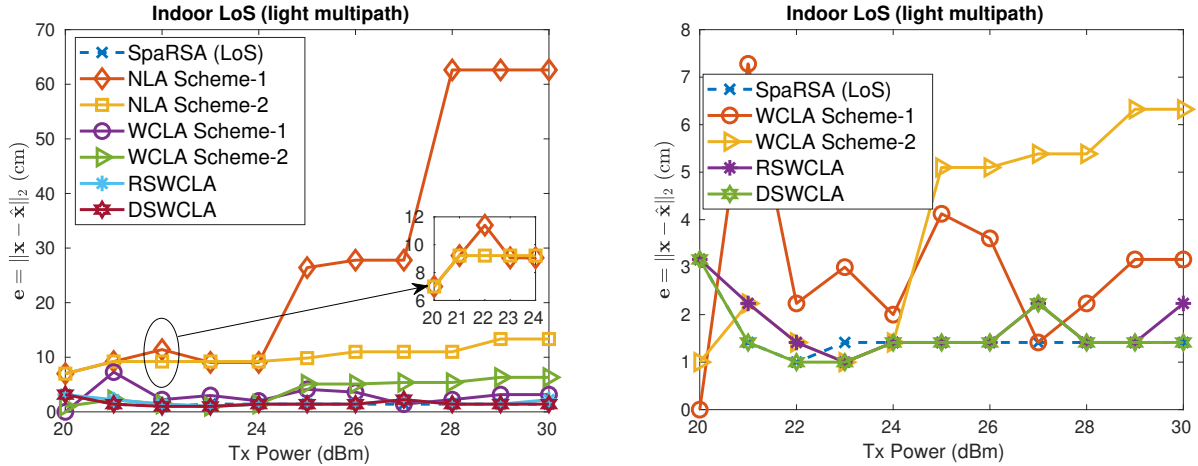 Indoor LoS (light multipath)
70
60
50
40
30
20
10
0
e = ||x − x̂||₂ (cm)
SpaRSA (LoS)
NLA Scheme-1
NLA Scheme-2
WCLA Scheme-1
WCLA Scheme-2
RSWCLA
DSWCLA
12
10
8
6
20 21 22 23 24
20 22 24 26 28 30
Tx Power (dBm)
Indoor LoS (light multipath)
8
7
6
5
4
3
2
1
0
e = ||x − x̂||₂ (cm)
SpaRSA (LoS)
WCLA Scheme-1
WCLA Scheme-2
RSWCLA
DSWCLA
20 22 24 26 28 30
Tx Power (dBm)